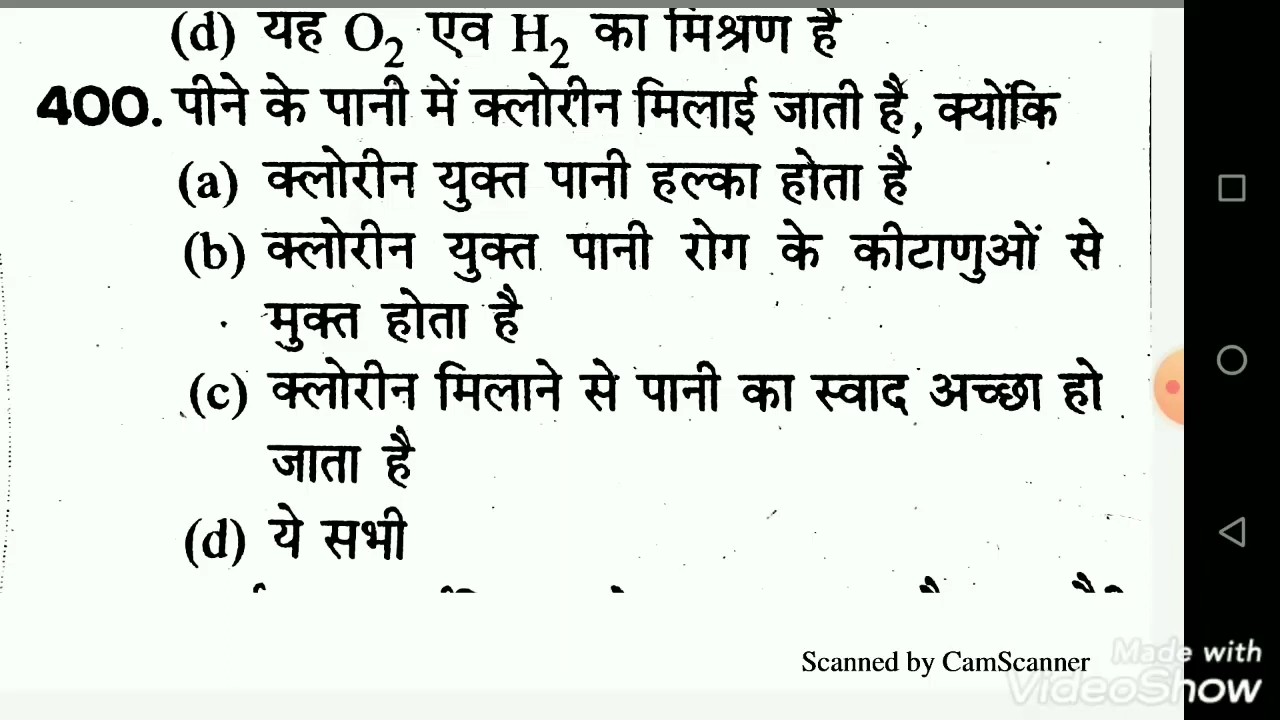 (d) यह O₂ एव H₂ का मिश्रण है
400. पीने के पानी में क्लोरीन मिलाई जाती है, क्योंकि
(a) क्लोरीन युक्त पानी हल्का होता है
(b) क्लोरीन युक्त पानी रोग के कीटाणुओं से
मुक्त होता है
(c) क्लोरीन मिलाने से पानी का स्वाद अच्छा हो
जाता है
(d) ये सभी
Scanned by CamScanner
Made with
VideoShow